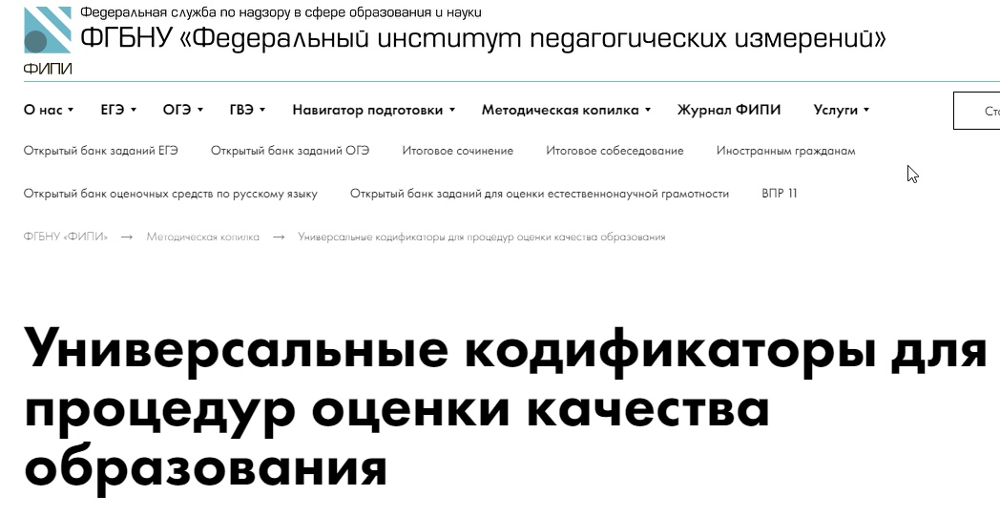 Федеральная служба по надзору в сфере образования и науки
ФГБНУ «Федеральный институт педагогических измерений»
ФИПИ
О нас ЕГЭ ОГЭ ГВЭ Навигатор подготовки Методическая копилка Журнал ФИПИ Услуги
Открытый банк заданий ЕГЭ Открытый банк заданий ОГЭ Итоговое сочинение Итоговое собеседование Иностранным гражданам
Открытый банк оценочных средств по русскому языку Открытый банк заданий для оценки естественнонаучной грамотности ВПР 11
ФГБНУ «ФИПИ» → Методическая копилка → Универсальные кодификаторы для процедур оценки качества образования
Универсальные кодификаторы для
процедур оценки качества
образования